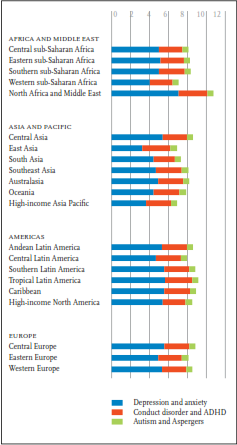 0 2 4 6 8 10 12
AFRICA AND MIDDLE EAST
Central sub-Saharan Africa
Eastern sub-Saharan Africa
Southern sub-Saharan Africa
Western sub-Saharan Africa
North Africa and Middle East
ASIA AND PACIFIC
Central Asia
East Asia
South Asia
Southeast Asia
Australasia
Oceania
High-income Asia Pacific
AMERICAS
Andean Latin America
Central Latin America
Southern Latin America
Tropical Latin America
Caribbean
High-income North America
EUROPE
Central Europe
Eastern Europe
Western Europe
Depression and anxiety
Conduct disorder and ADHD
Autism and Aspergers